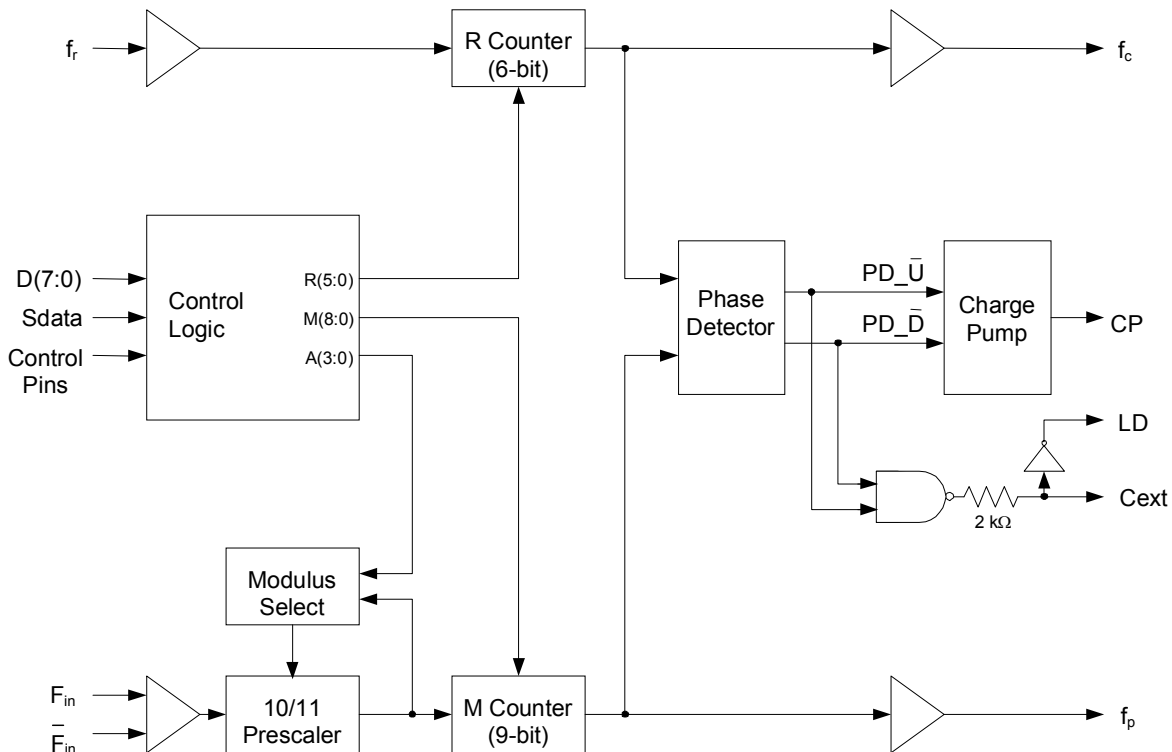 f_r
R Counter
(6-bit)
f_c
D(7:0)
Sdata
Control
Pins
Control
Logic
R(5:0)
M(8:0)
A(3:0)
Phase
Detector
PD_Ū
PD_D̄
Charge
Pump
CP
LD
Cext
2 kΩ
Modulus
Select
F_in
F̄_in
10/11
Prescaler
M Counter
(9-bit)
f_p